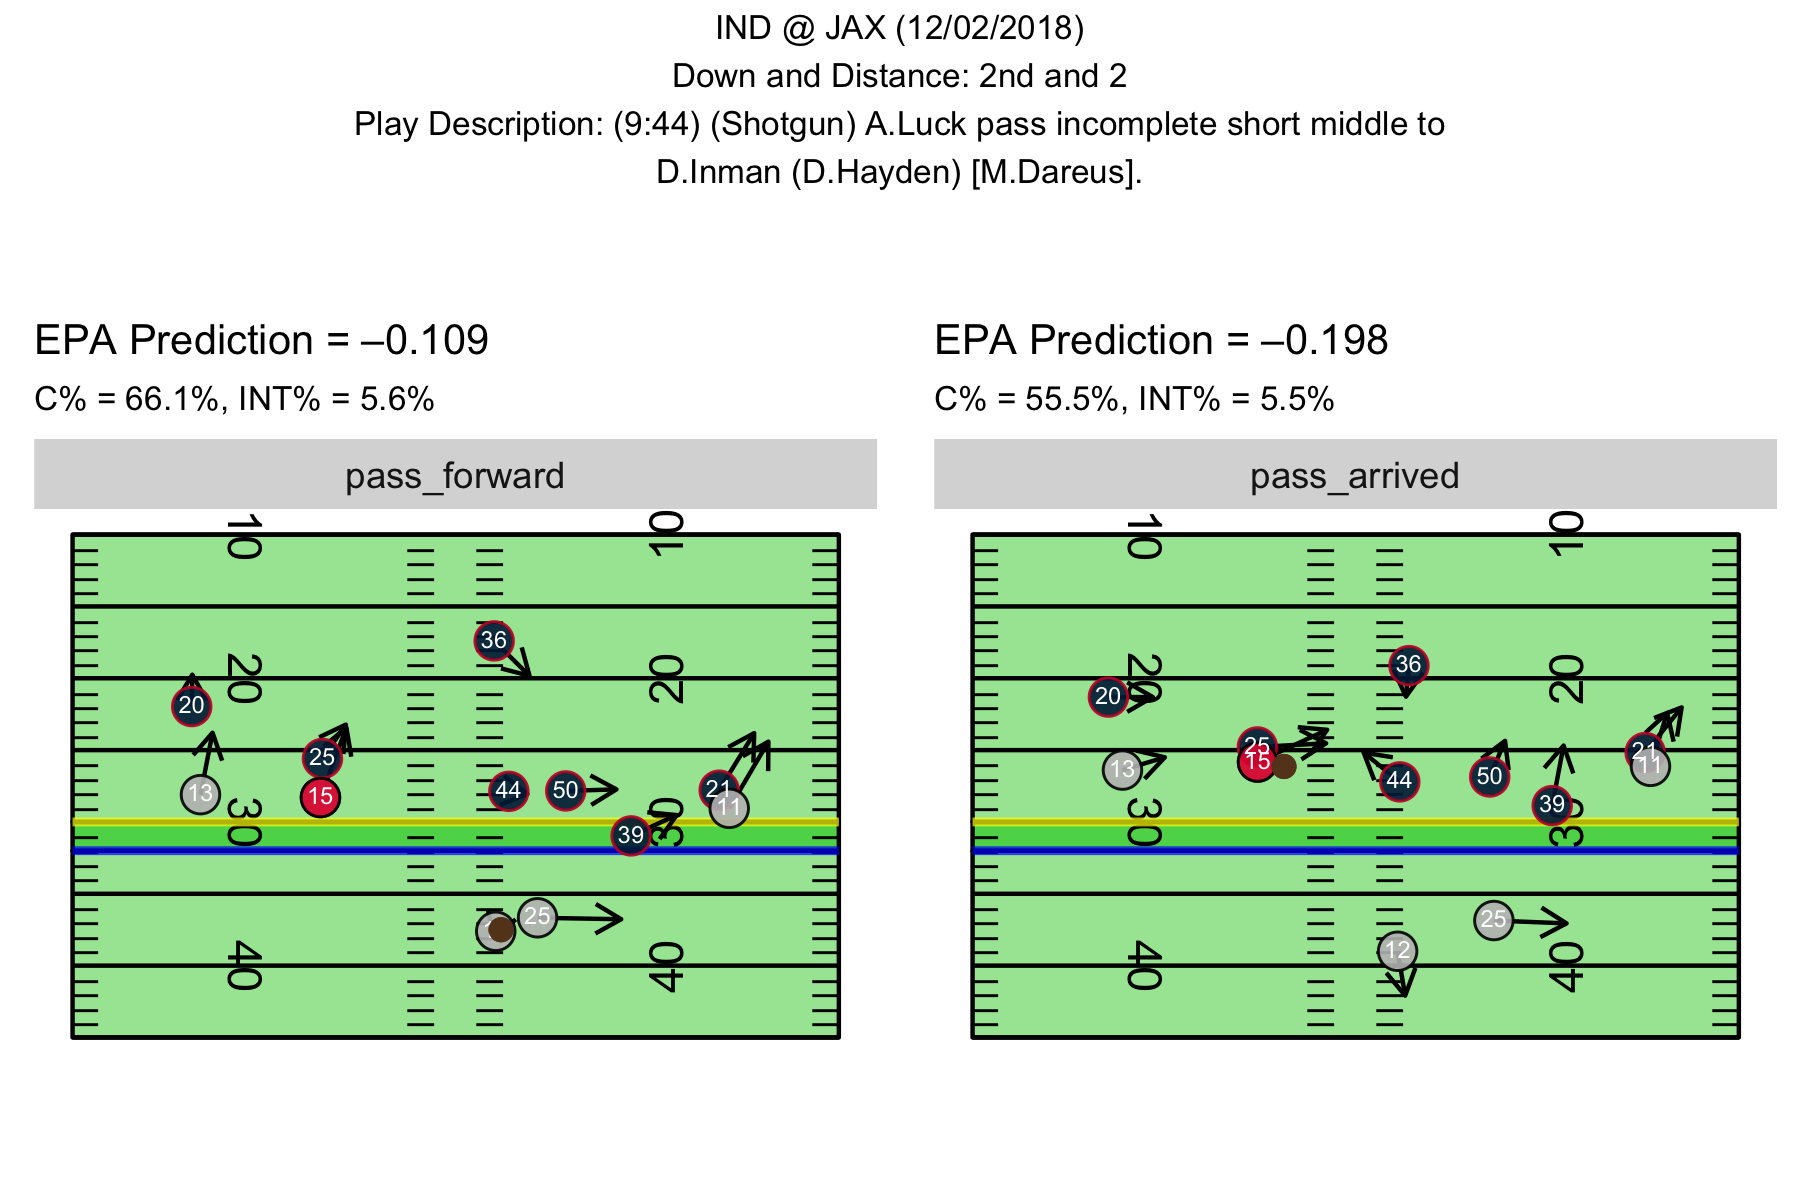 IND @ JAX (12/02/2018)
Down and Distance: 2nd and 2
Play Description: (9:44) (Shotgun) A.Luck pass incomplete short middle to
D.Inman (D.Hayden) [M.Dareus].
EPA Prediction = –0.109
C% = 66.1%, INT% = 5.6%
pass_forward
10 10
36
20 20
20
25
13 15 44 50 21 11
30 39 30
25
40 40
EPA Prediction = –0.198
C% = 55.5%, INT% = 5.5%
pass_arrived
10 10
36
20 20 20
25 21
13 15 44 50 11
30 39 30
25
12
40 40